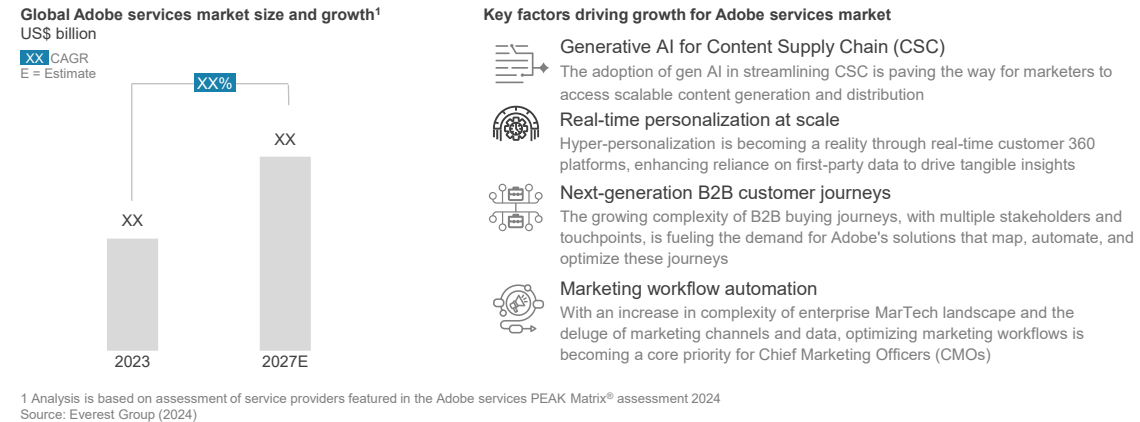 Global Adobe services market size and growth¹
US$ billion
XX CAGR
E = Estimate
XX%
XX
XX
2023
2027E
Key factors driving growth for Adobe services market
Generative AI for Content Supply Chain (CSC)
The adoption of gen AI in streamlining CSC is paving the way for marketers to
access scalable content generation and distribution
Real-time personalization at scale
Hyper-personalization is becoming a reality through real-time customer 360
platforms, enhancing reliance on first-party data to drive tangible insights
Next-generation B2B customer journeys
The growing complexity of B2B buying journeys, with multiple stakeholders and
touchpoints, is fueling the demand for Adobe's solutions that map, automate, and
optimize these journeys
Marketing workflow automation
With an increase in complexity of enterprise MarTech landscape and the
deluge of marketing channels and data, optimizing marketing workflows is
becoming a core priority for Chief Marketing Officers (CMOs)
1 Analysis is based on assessment of service providers featured in the Adobe services PEAK Matrix® assessment 2024
Source: Everest Group (2024)